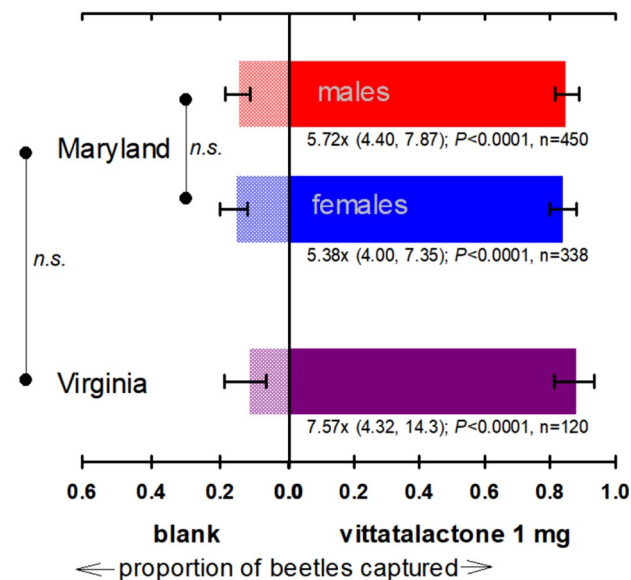 males
5.72x (4.40, 7.87); P<0.0001, n=450
Maryland
n.s.
females
5.38x (4.00, 7.35); P<0.0001, n=338
n.s.
Virginia
7.57x (4.32, 14.3); P<0.0001, n=120
0.6 0.4 0.2 0.0 0.2 0.4 0.6 0.8 1.0
blank vittatalactone 1 mg
proportion of beetles captured